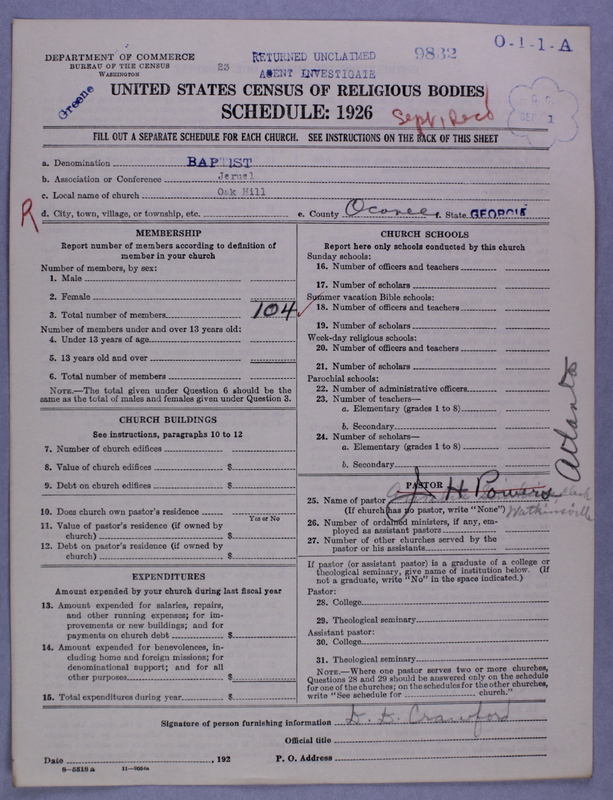 DEPARTMENT OF COMMERCE
BUREAU OF THE CENSUS
WASHINGTON
23
RETURNED UNCLAIMED
AGENT INVESTIGATE
9832
O-1-1-A
Greene
UNITED STATES CENSUS OF RELIGIOUS BODIES
SCHEDULE: 1926
Sept, Recd
FILL OUT A SEPARATE SCHEDULE FOR EACH CHURCH. SEE INSTRUCTIONS ON THE BACK OF THIS SHEET
a. Denomination BAPTIST
b. Association or Conference Jeruel
c. Local name of church Oak Hill
R
d. City, town, village, or township, etc. e. County Oconee f. State GEORGIA
MEMBERSHIP
Report number of members according to definition of
member in your church
Number of members, by sex:
1. Male
2. Female
3. Total number of members 104
Number of members under and over 13 years old:
4. Under 13 years of age
5. 13 years old and over
6. Total number of members
NOTE.—The total given under Question 6 should be the
same as the total of males and females given under Question 3.
CHURCH BUILDINGS
See instructions, paragraphs 10 to 12
7. Number of church edifices
8. Value of church edifices $
9. Debt on church edifices $
10. Does church own pastor's residence
Yes or No
11. Value of pastor's residence (if owned by
church) $
12. Debt on pastor's residence (if owned by
church) $
EXPENDITURES
Amount expended by your church during last fiscal year
13. Amount expended for salaries, repairs,
and other running expenses; for im-
provements or new buildings; and for
payments on church debt $
14. Amount expended for benevolences, in-
cluding home and foreign missions; for
denominational support; and for all
other purposes $
15. Total expenditures during year $
CHURCH SCHOOLS
Report here only schools conducted by this church
Sunday schools:
16. Number of officers and teachers
17. Number of scholars
Summer vacation Bible schools:
18. Number of officers and teachers
19. Number of scholars
Week-day religious schools:
20. Number of officers and teachers
21. Number of scholars
Parochial schools:
22. Number of administrative officers
23. Number of teachers—
a. Elementary (grades 1 to 8)
b. Secondary
24. Number of scholars—
a. Elementary (grades 1 to 8)
b. Secondary
Atlanta
PASTOR
25. Name of pastor J H Powers
(If church has no pastor, write "None") Watkinsville
26. Number of ordained ministers, if any, em-
ployed as assistant pastors
27. Number of other churches served by the
pastor or his assistants
If pastor (or assistant pastor) is a graduate of a college or
theological seminary, give name of institution below. (If
not a graduate, write "No" in the space indicated.)
Pastor:
28. College
29. Theological seminary
Assistant pastor:
30. College
31. Theological seminary
NOTE.—Where one pastor serves two or more churches,
Questions 28 and 29 should be answered only on the schedule
for one of the churches; on the schedules for the other churches,
write "See schedule for church."
Signature of person furnishing information D. D. Crawford
Official title
Date , 192 P. O. Address
8-5518a 11-9054a